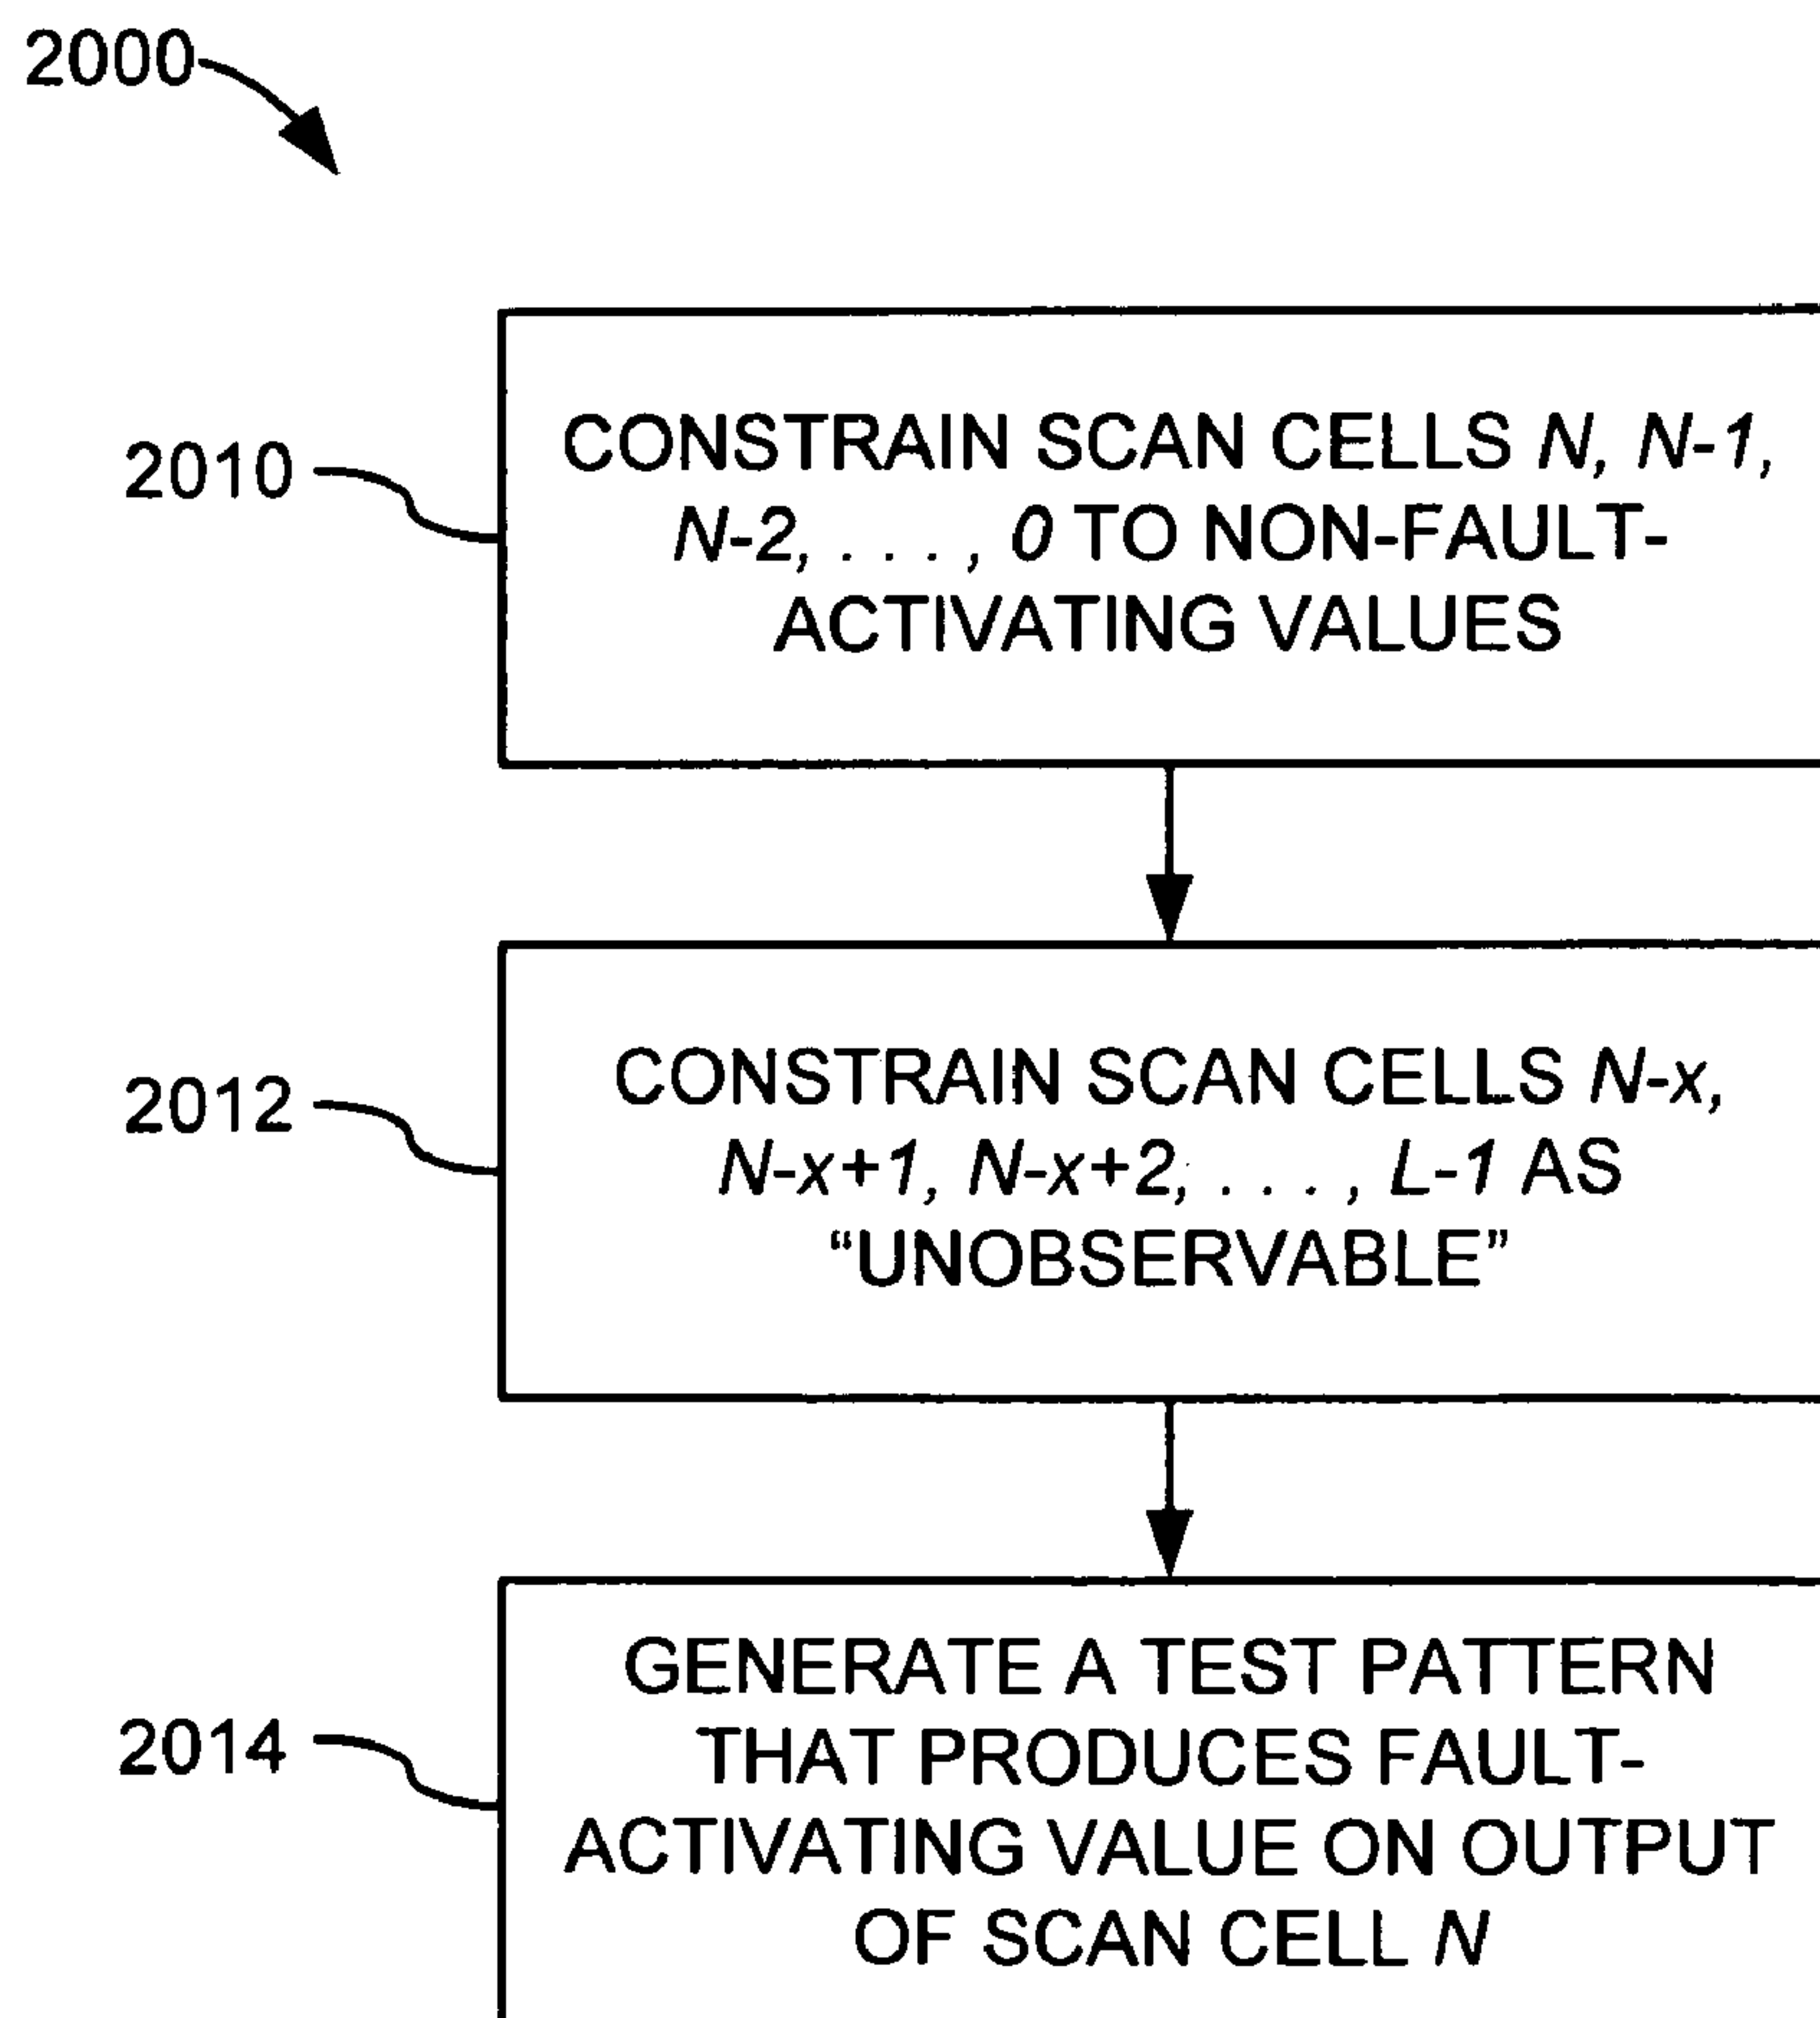 2000
2010
CONSTRAIN SCAN CELLS N, N-1,
N-2, . . . , 0 TO NON-FAULT-
ACTIVATING VALUES
2012
CONSTRAIN SCAN CELLS N-x,
N-x+1, N-x+2, . . . , L-1 AS
“UNOBSERVABLE”
2014
GENERATE A TEST PATTERN
THAT PRODUCES FAULT-
ACTIVATING VALUE ON OUTPUT
OF SCAN CELL N